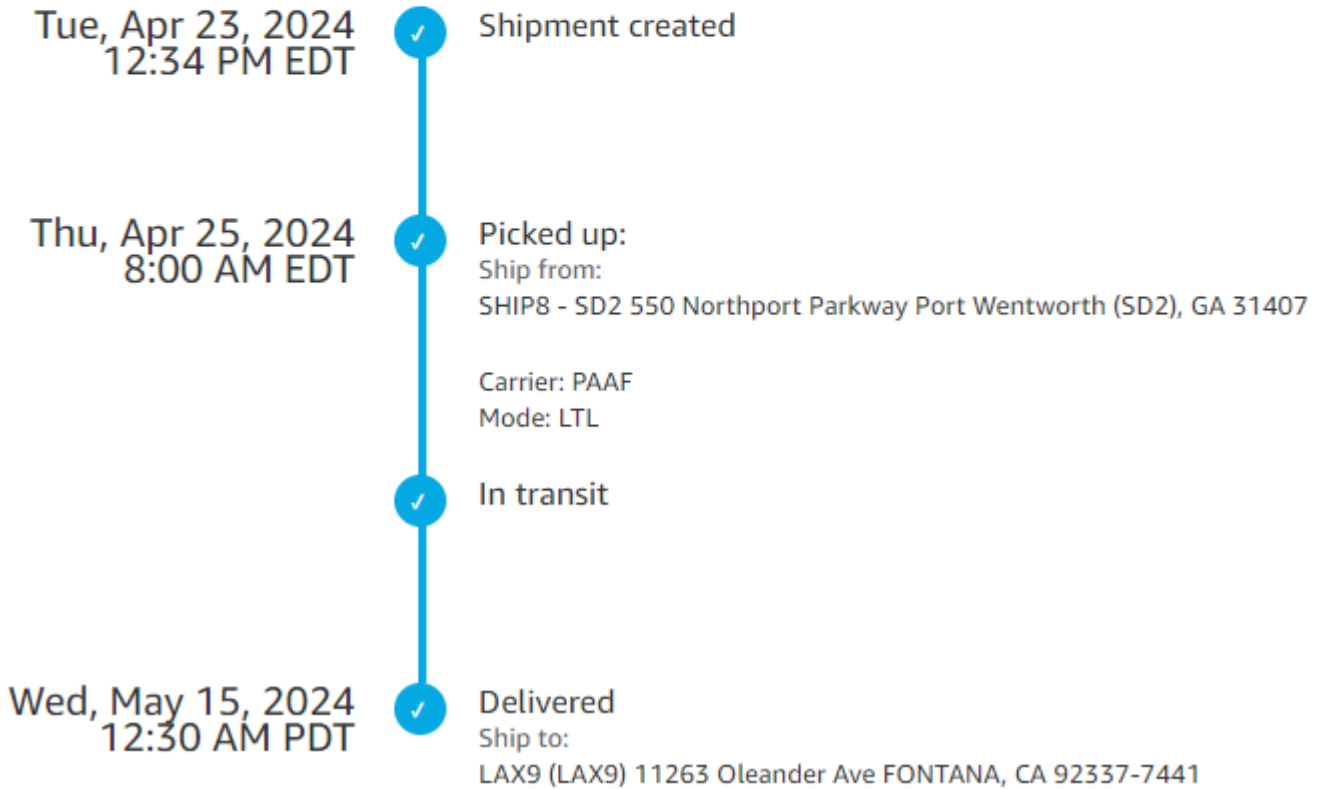 Tue, Apr 23, 2024
12:34 PM EDT
Shipment created
Thu, Apr 25, 2024
8:00 AM EDT
Picked up:
Ship from:
SHIP8 - SD2 550 Northport Parkway Port Wentworth (SD2), GA 31407
Carrier: PAAF
Mode: LTL
In transit
Wed, May 15, 2024
12:30 AM PDT
Delivered
Ship to:
LAX9 (LAX9) 11263 Oleander Ave FONTANA, CA 92337-7441